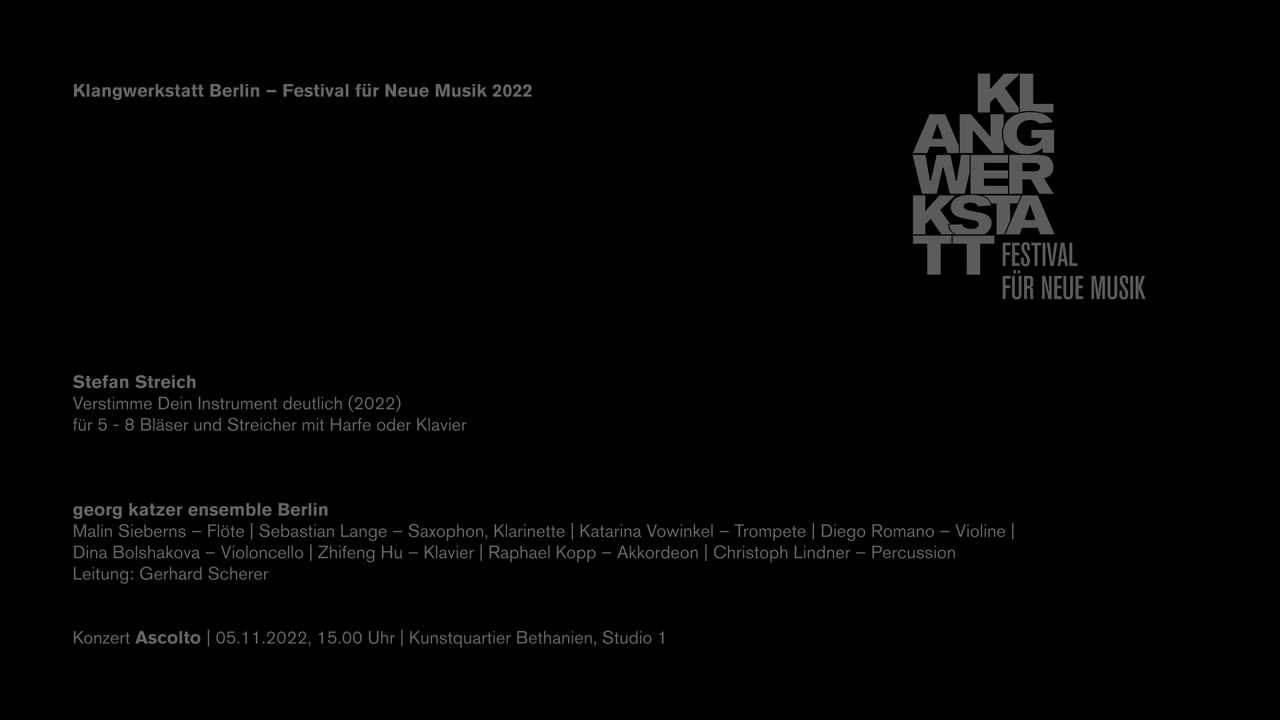 Klangwerkstatt Berlin – Festival für Neue Musik 2022
KL
ANG
WER
KSTA
TT FESTIVAL
FÜR NEUE MUSIK
Stefan Streich
Verstimme Dein Instrument deutlich (2022)
für 5 - 8 Bläser und Streicher mit Harfe oder Klavier
georg katzer ensemble Berlin
Malin Sieberns – Flöte | Sebastian Lange – Saxophon, Klarinette | Katarina Vowinkel – Trompete | Diego Romano – Violine |
Dina Bolshakova – Violoncello | Zhifeng Hu – Klavier | Raphael Kopp – Akkordeon | Christoph Lindner – Percussion
Leitung: Gerhard Scherer
Konzert Ascolto | 05.11.2022, 15.00 Uhr | Kunstquartier Bethanien, Studio 1